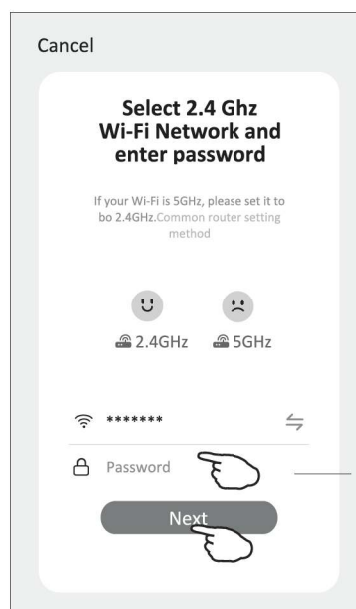 Cancel
Select 2.4 Ghz
Wi-Fi Network and
enter password
If your Wi-Fi is 5GHz, please set it to
bo 2.4GHz.Common router setting
method
2.4GHz
5GHz
*******
Password
Next